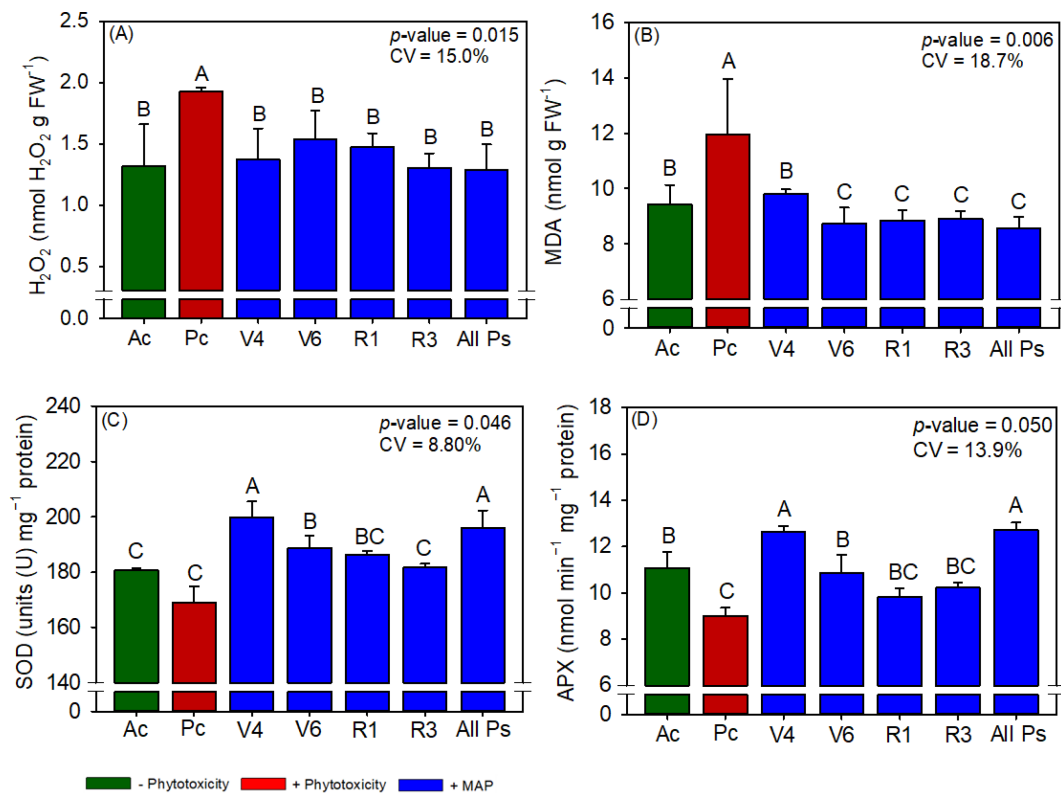 (A)
p-value = 0.015
CV = 15.0%
H₂O₂ (nmol H₂O₂ g FW⁻¹)
2.5
2.0
1.5
1.0
0.5
0.0
B
A
B
B
B
B
B
Ac Pc V4 V6 R1 R3 All Ps
(B)
p-value = 0.006
CV = 18.7%
MDA (nmol g FW⁻¹)
16
14
12
10
8
6
0
B
A
B
C
C
C
C
Ac Pc V4 V6 R1 R3 All Ps
(C)
p-value = 0.046
CV = 8.80%
SOD (units (U) mg⁻¹ protein)
240
220
200
180
160
140
0
C
C
A
B
BC
C
A
Ac Pc V4 V6 R1 R3 All Ps
(D)
p-value = 0.050
CV = 13.9%
APX (nmol min⁻¹ mg⁻¹ protein)
18
16
14
12
10
8
6
0
B
C
A
B
BC
BC
A
Ac Pc V4 V6 R1 R3 All Ps
- Phytotoxicity + Phytotoxicity + MAP